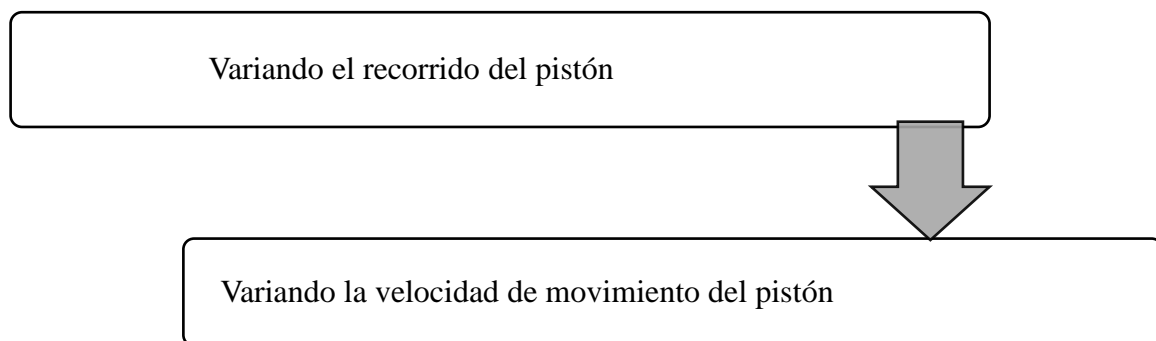 Variando el recorrido del pistón
Variando la velocidad de movimiento del pistón